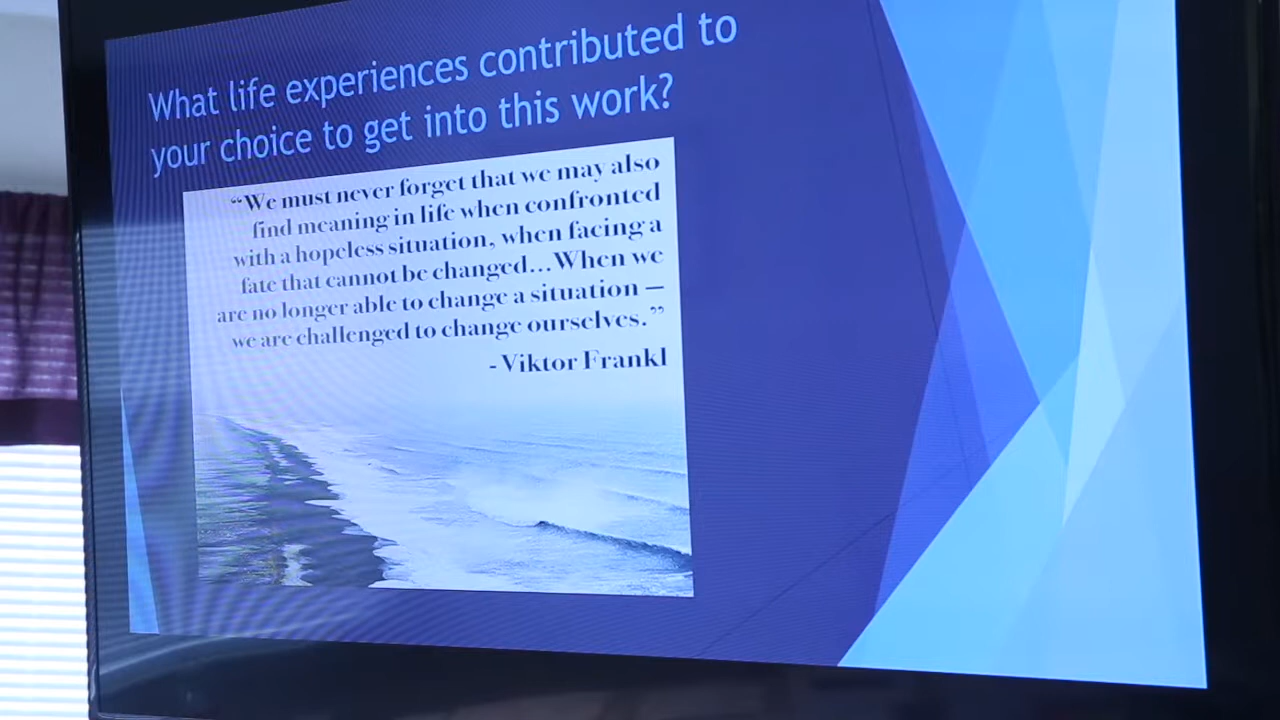 What life experiences contributed to
your choice to get into this work?
“We must never forget that we may also
find meaning in life when confronted
with a hopeless situation, when facing a
fate that cannot be changed...When we
are no longer able to change a situation —
we are challenged to change ourselves.”
- Viktor Frankl